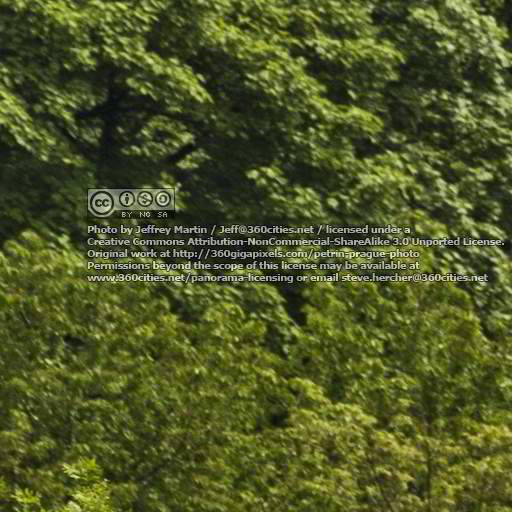 cc
BY NC SA
Photo by Jeffrey Martin / Jeff@360cities.net / licensed under a
Creative Commons Attribution-NonCommercial-ShareAlike 3.0 Unported License.
Original work at http://360gigapixels.com/petrin-prague-photo
Permissions beyond the scope of this license may be available at
www.360cities.net/panorama-licensing or email steve.hercher@360cities.net